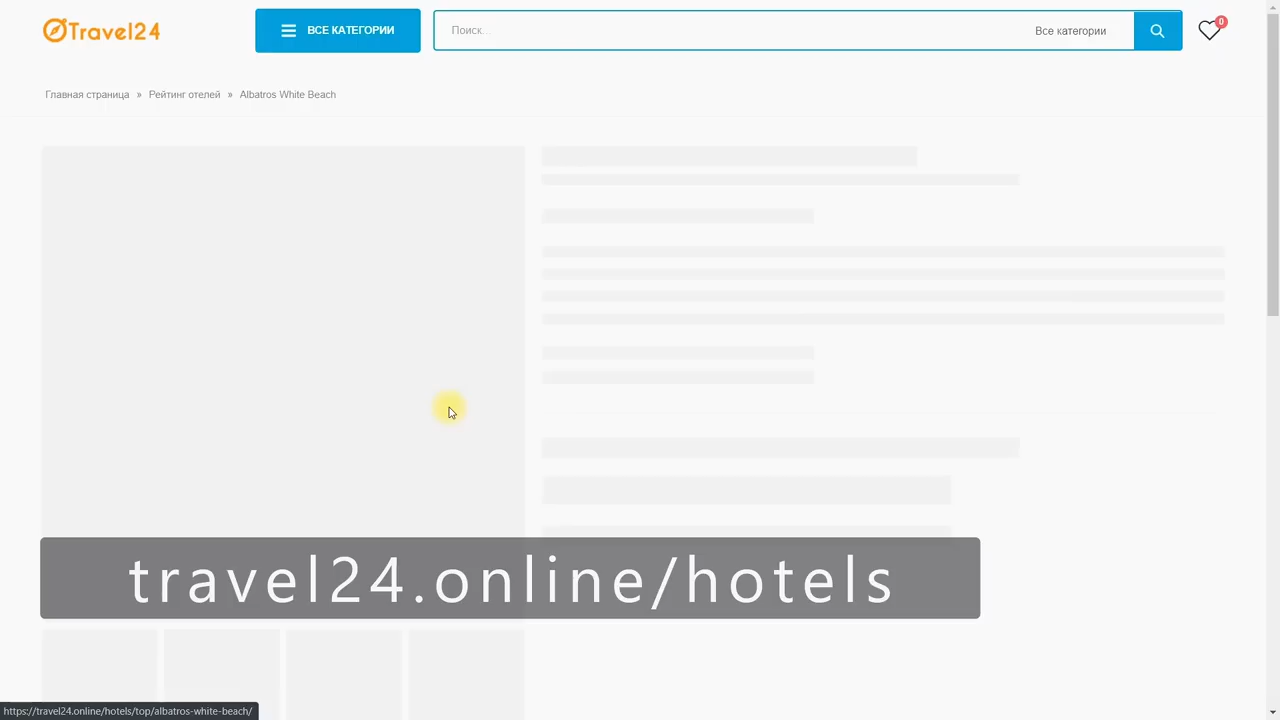 Travel24
ВСЕ КАТЕГОРИИ
Поиск...
Все категории
0
Главная страница » Рейтинг отелей » Albatros White Beach
travel24.online/hotels
https://travel24.online/hotels/top/albatros-white-beach/